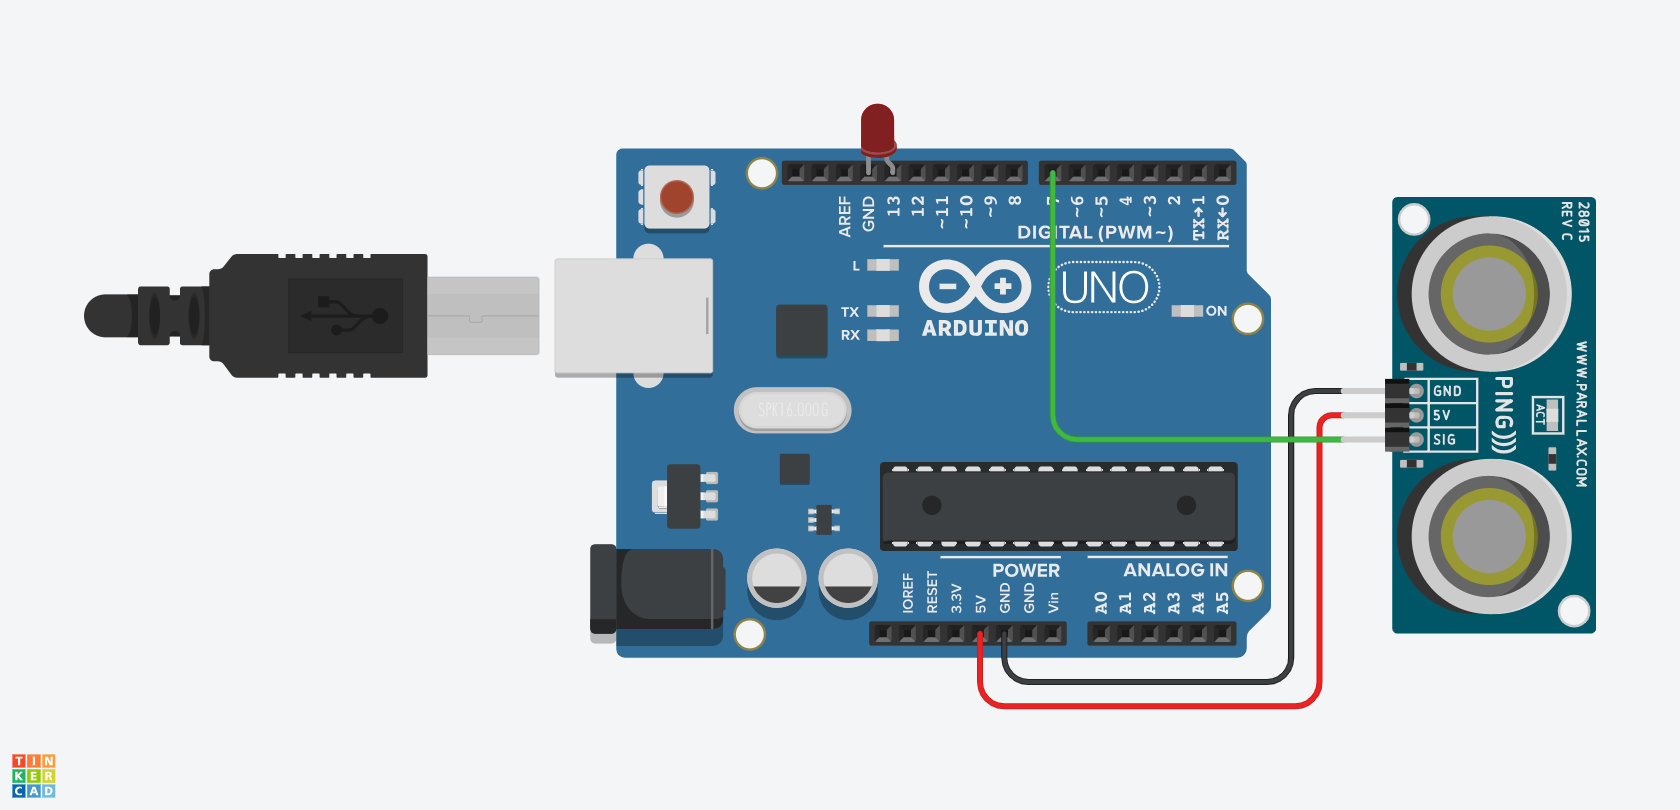 AREF
GND
13
12
~11
~10
~9
8
7
~6
~5
4
~3
2
TX→1
RX←0
DIGITAL (PWM~)
L
TX
RX
ARDUINO
UNO
ON
SPK16.000G
POWER
ANALOG IN
IOREF
RESET
3.3V
5V
GND
GND
Vin
A0
A1
A2
A3
A4
A5
28015
REV C
GND
5V
SIG
PING)))
ACT
WWW.PARALLAX.COM
TIN
KER
CAD